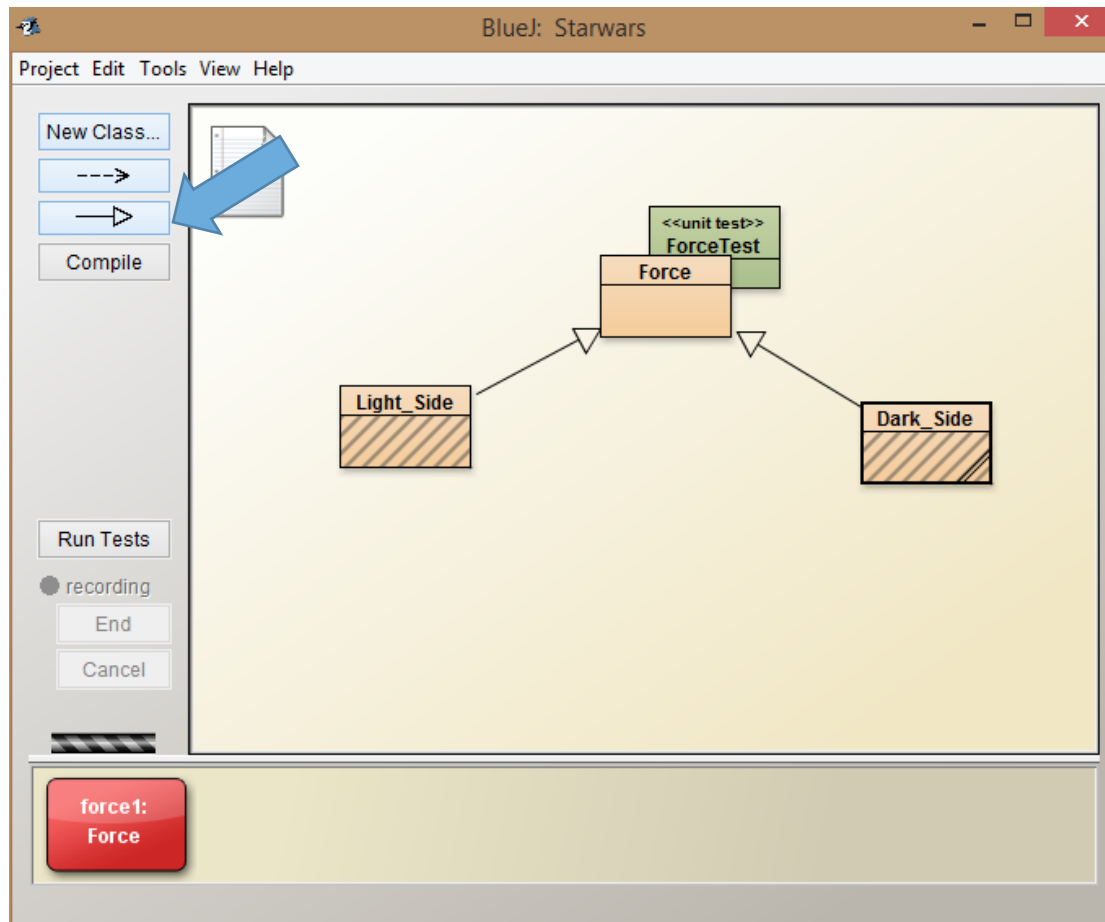 BlueJ: Starwars
Project Edit Tools View Help
New Class...
Compile
<<unit test>>
ForceTest
Force
Light_Side
Dark_Side
Run Tests
recording
End
Cancel
force1:
Force